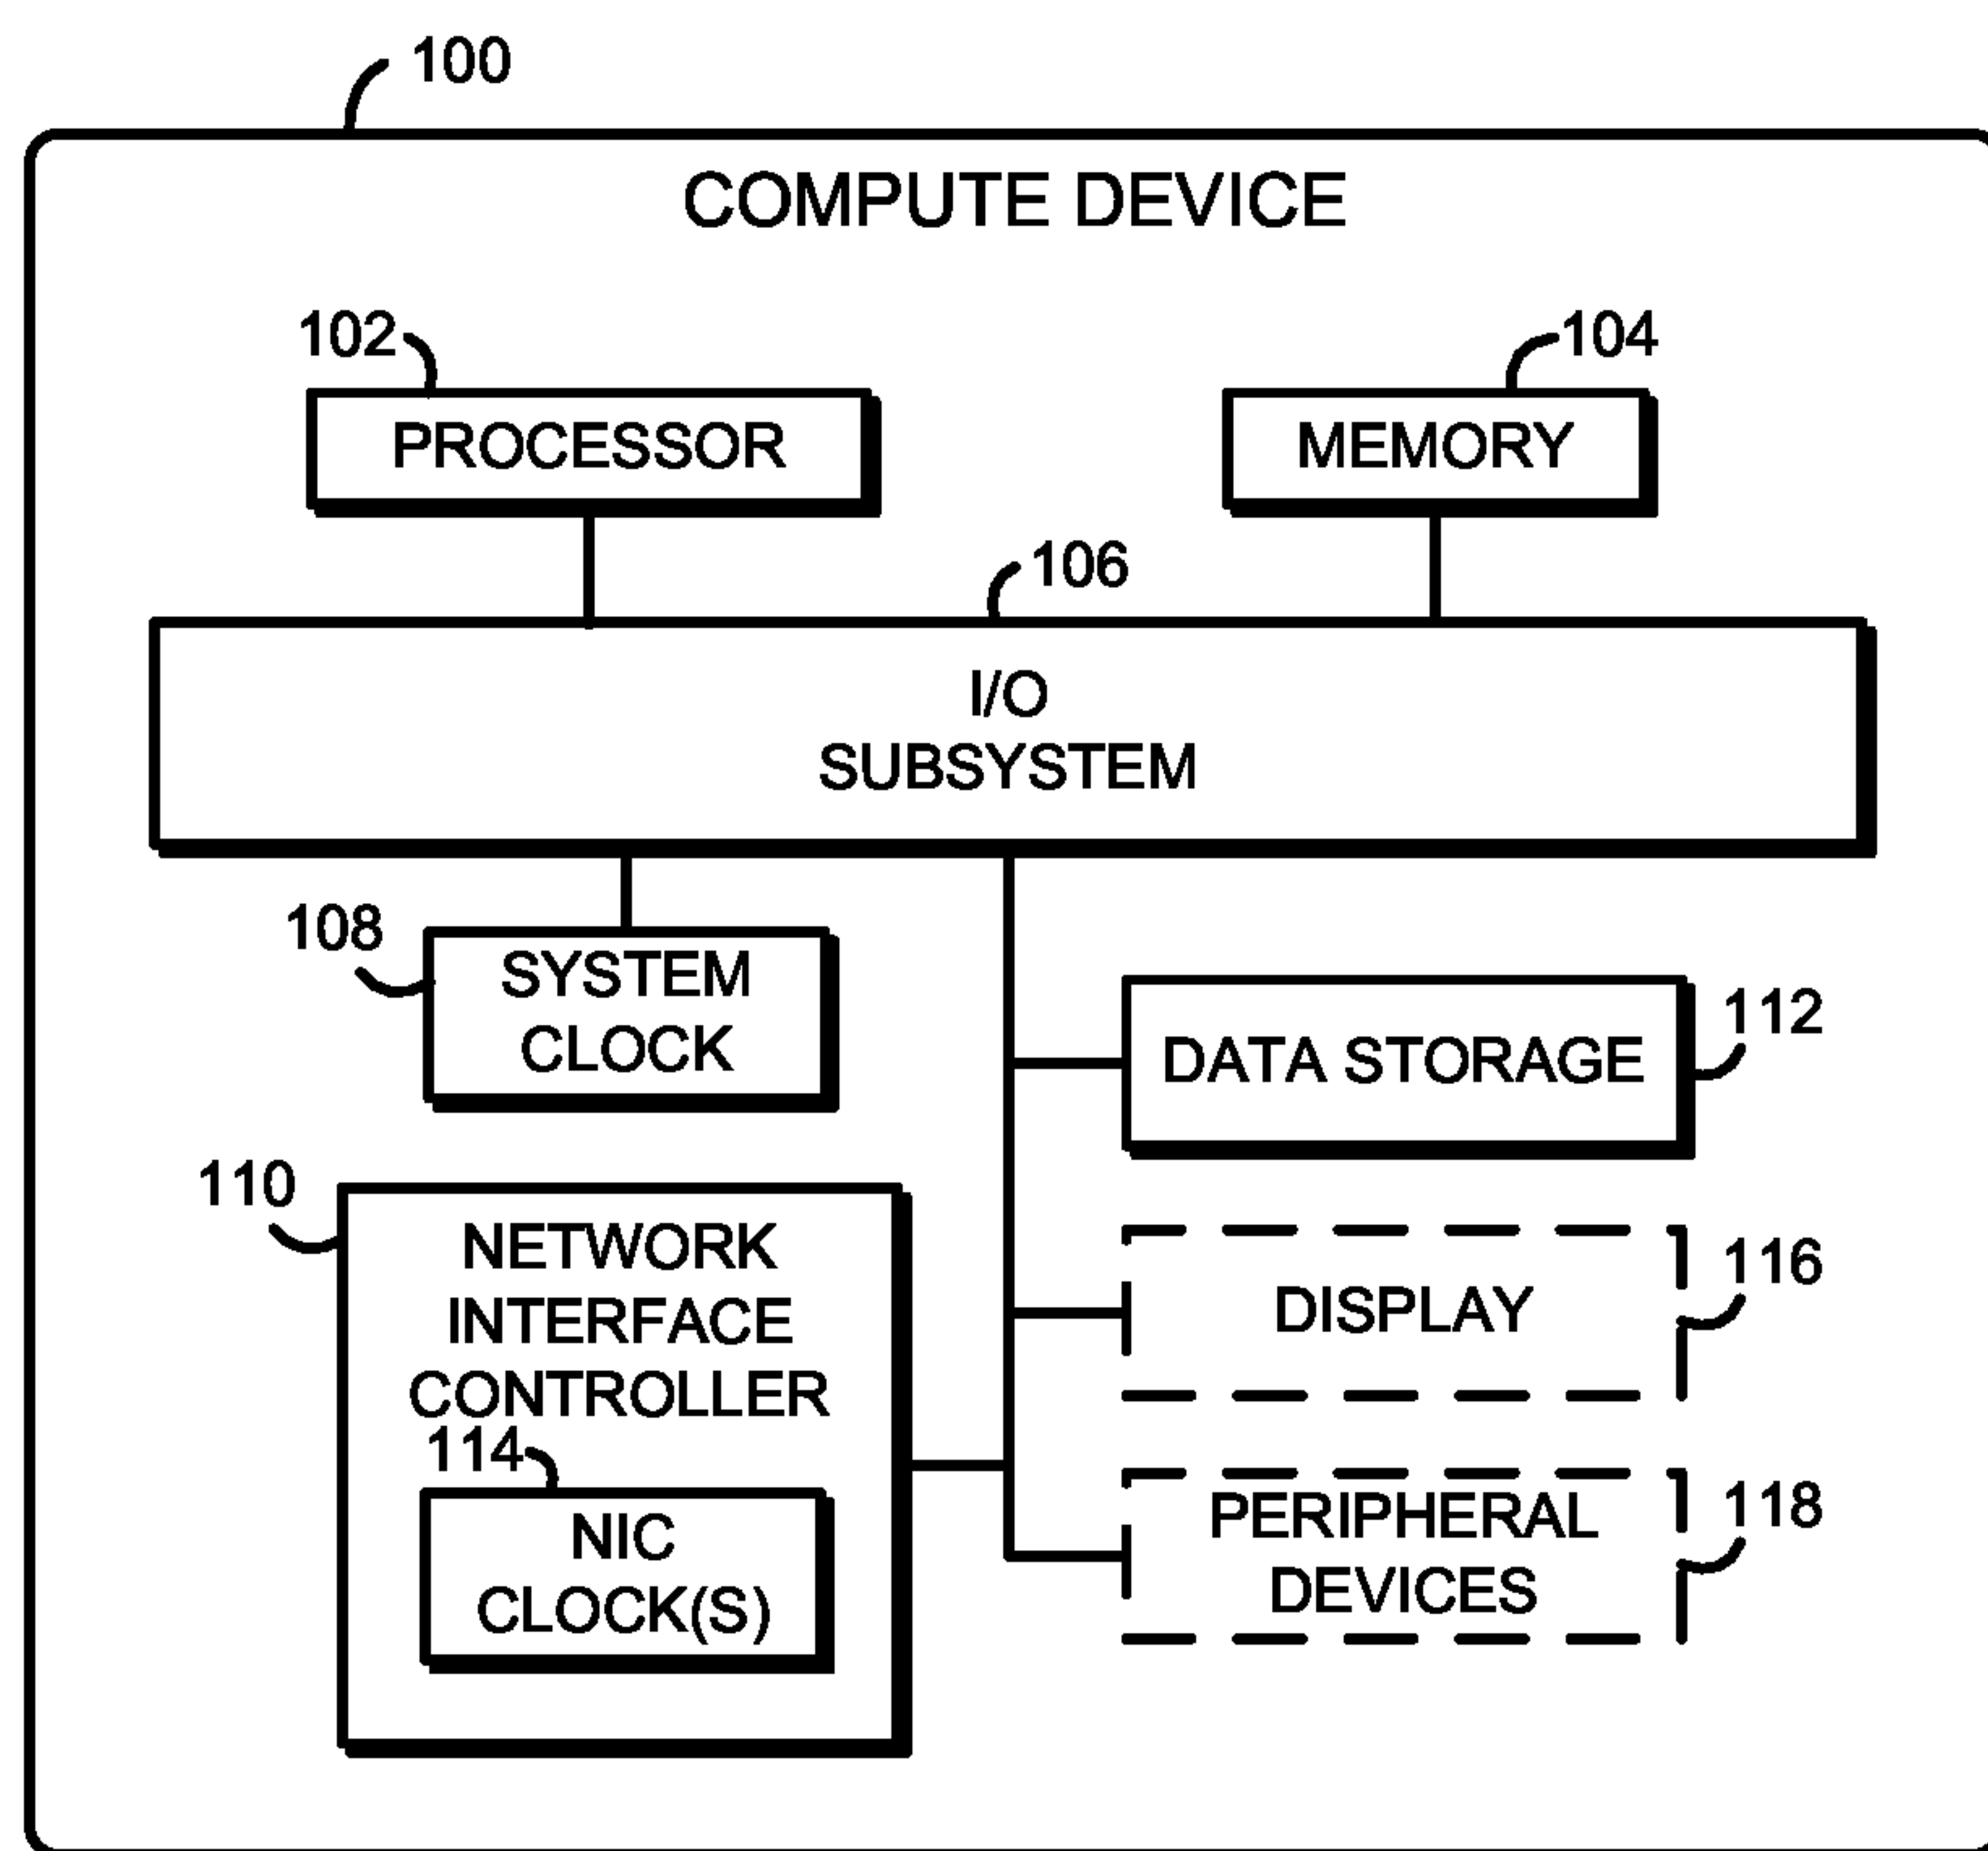 100
COMPUTE DEVICE
102
104
PROCESSOR
MEMORY
106
I/O
SUBSYSTEM
108
SYSTEM
CLOCK
112
DATA STORAGE
110
NETWORK
INTERFACE
CONTROLLER
116
DISPLAY
114
NIC
CLOCK(S)
118
PERIPHERAL
DEVICES